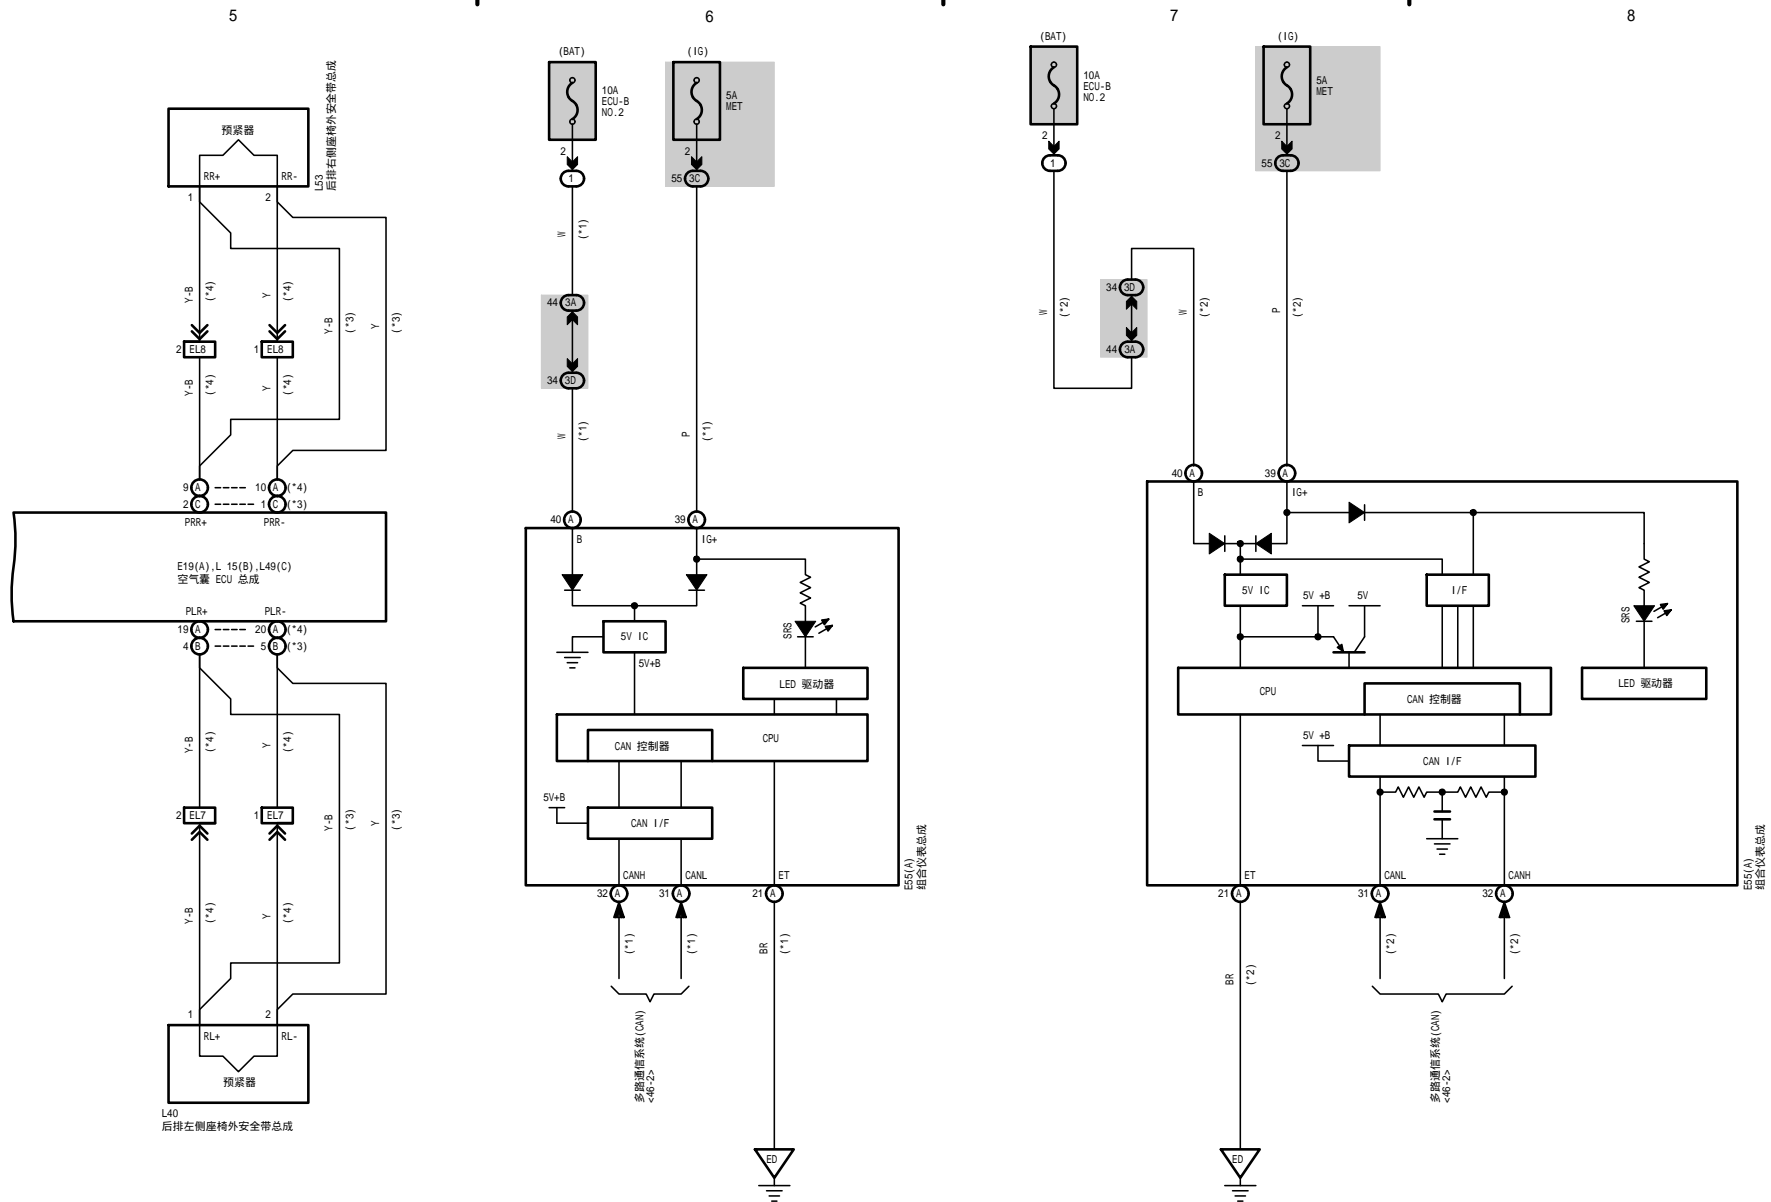 5
6
7
8
预紧器
RR+
RR-
1
2
L53
后排右侧座椅外安全带总成
Y-B
(*4)
Y
(*4)
Y-B
(*3)
Y
(*3)
2
EL8
1
EL8
Y-B
(*4)
Y
(*4)
9
A
10
A
(*4)
2
C
1
C
(*3)
PRR+
PRR-
E19(A),L 15(B),L49(C)
空气囊 ECU 总成
PLR+
PLR-
19
A
20
A
(*4)
4
B
5
B
(*3)
Y-B
(*4)
Y
(*4)
Y-B
(*3)
Y
(*3)
2
EL7
1
EL7
Y-B
(*4)
Y
(*4)
1
2
RL+
RL-
预紧器
L40
后排左侧座椅外安全带总成
(BAT)
(IG)
10A
ECU-B
NO.2
5A
MET
2
1
2
55
3C
W
(*1)
44
3A
34
3D
W
(*1)
P
(*1)
40
A
39
A
B
IG+
5V IC
5V+B
SRS
LED 驱动器
CAN 控制器
CPU
5V+B
CAN I/F
CANH
CANL
ET
32
A
31
A
21
A
E55(A)
组合仪表总成
(*1)
(*1)
BR
(*1)
多路通信系统(CAN)
<46-2>
ED
(BAT)
(IG)
10A
ECU-B
NO.2
5A
MET
2
1
2
55
3C
W
(*2)
34
3D
44
3A
W
(*2)
P
(*2)
40
A
39
A
B
IG+
5V IC
5V +B
5V
I/F
SRS
CPU
CAN 控制器
LED 驱动器
5V +B
CAN I/F
ET
CANL
CANH
21
A
31
A
32
A
E55(A)
组合仪表总成
BR
(*2)
(*2)
(*2)
多路通信系统(CAN)
<46-2>
ED